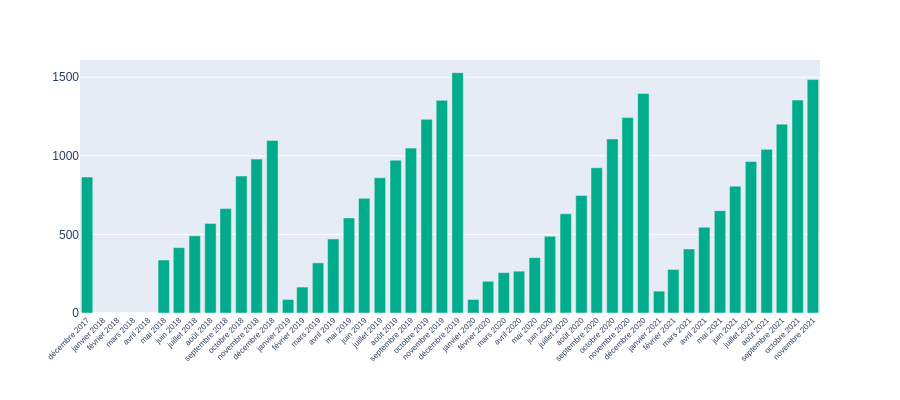 1500
1000
500
0
décembre 2017
janvier 2018
février 2018
mars 2018
avril 2018
mai 2018
juin 2018
juillet 2018
août 2018
septembre 2018
octobre 2018
novembre 2018
décembre 2018
janvier 2019
février 2019
mars 2019
avril 2019
mai 2019
juin 2019
juillet 2019
août 2019
septembre 2019
octobre 2019
novembre 2019
décembre 2019
janvier 2020
février 2020
mars 2020
avril 2020
mai 2020
juin 2020
juillet 2020
août 2020
septembre 2020
octobre 2020
novembre 2020
décembre 2020
janvier 2021
février 2021
mars 2021
avril 2021
mai 2021
juin 2021
juillet 2021
août 2021
septembre 2021
octobre 2021
novembre 2021